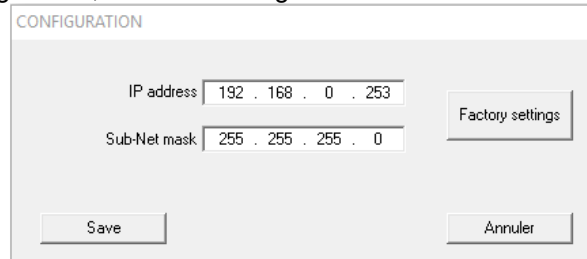 CONFIGURATION
IP address 192 . 168 . 0 . 253
Factory settings
Sub-Net mask 255 . 255 . 255 . 0
Save Annuler